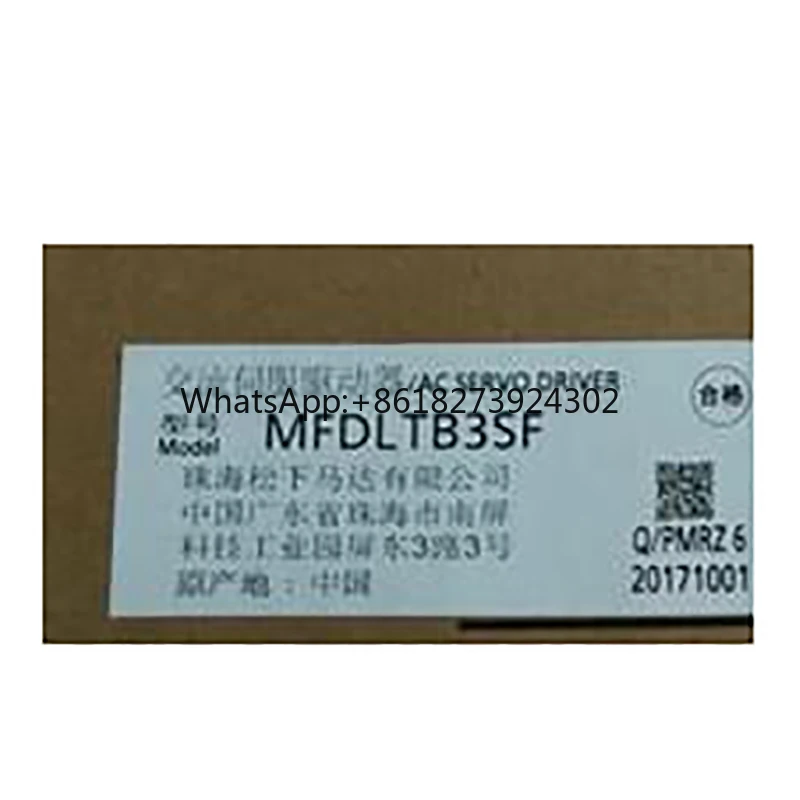 交流伺服驱动器/AC SERVO DRIVER
合格
WhatsApp:+8618273924302
型号
Model MFDLTB3SF
珠海松下马达有限公司
中国广东省珠海市南屏
科技工业园屏东3路3号
原产地：中国
Q/PMRZ 6
20171001